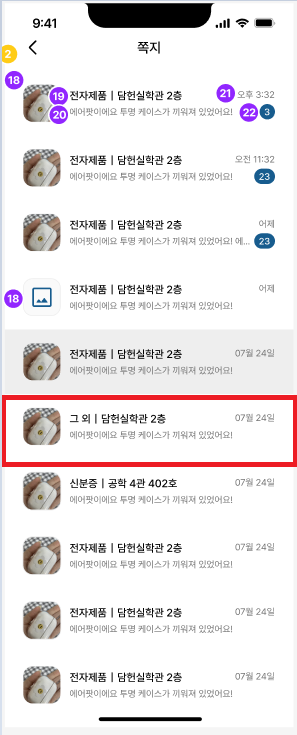 9:41
2
쪽지
18
19
전자제품 | 담헌실학관 2층
21
오후 3:32
20
에어팟이에요 투명 케이스가 끼워져 있었어요!
22
3
전자제품 | 담헌실학관 2층
오전 11:32
에어팟이에요 투명 케이스가 끼워져 있었어요!
23
전자제품 | 담헌실학관 2층
어제
에어팟이에요 투명 케이스가 끼워져 있었어요! 에...
23
18
전자제품 | 담헌실학관 2층
어제
에어팟이에요 투명 케이스가 끼워져 있었어요!
전자제품 | 담헌실학관 2층
07월 24일
에어팟이에요 투명 케이스가 끼워져 있었어요!
그 외 | 담헌실학관 2층
07월 24일
에어팟이에요 투명 케이스가 끼워져 있었어요!
신분증 | 공학 4관 402호
07월 24일
에어팟이에요 투명 케이스가 끼워져 있었어요!
전자제품 | 담헌실학관 2층
07월 24일
에어팟이에요 투명 케이스가 끼워져 있었어요!
전자제품 | 담헌실학관 2층
07월 24일
에어팟이에요 투명 케이스가 끼워져 있었어요!
전자제품 | 담헌실학관 2층
07월 24일
에어팟이에요 투명 케이스가 끼워져 있었어요!